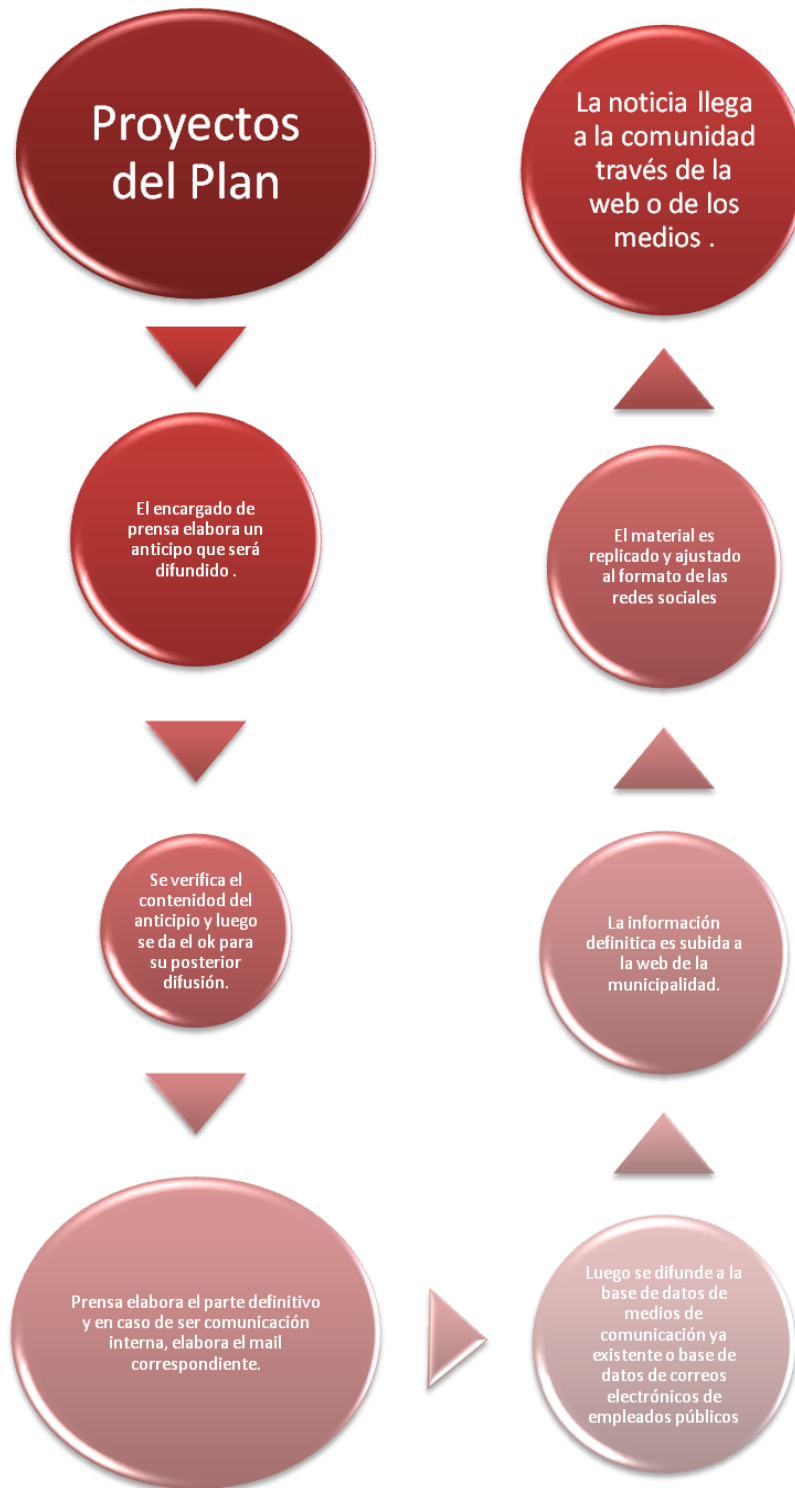 Proyectos
del Plan
El encargado de
prensa elabora un
anticipo que será
difundido .
Se verifica el
contenidod del
anticipio y luego
se da el ok para
su posterior
difusión.
Prensa elabora el parte definitivo
y en caso de ser comunicación
interna, elabora el mail
correspondiente.
Luego se difunde a la
base de datos de
medios de
comunicación ya
existente o base de
datos de correos
electrónicos de
empleados públicos
La información
definitica es subida a
la web de la
municipalidad.
El material es
replicado y ajustado
al formato de las
redes sociales
La noticia llega
a la comunidad
través de la
web o de los
medios .